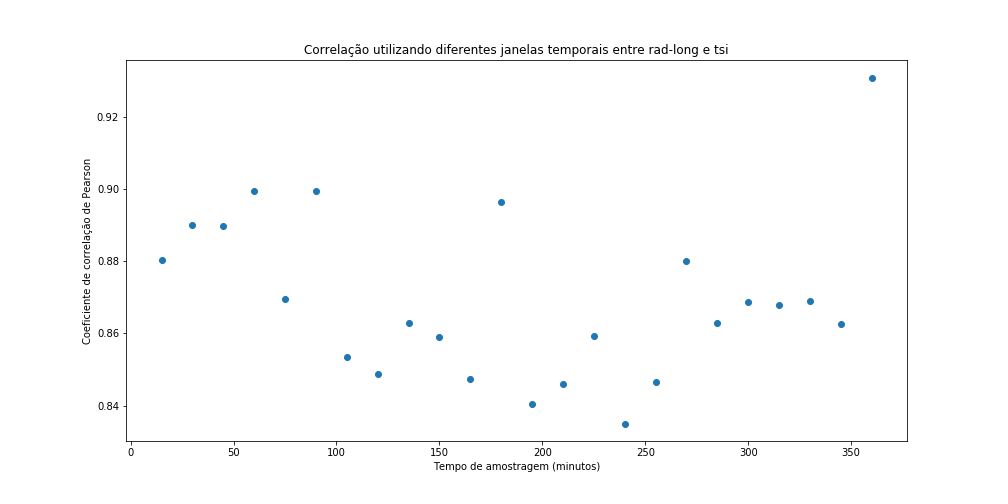 Correlação utilizando diferentes janelas temporais entre rad-long e tsi
Coeficiente de correlação de Pearson
0.92
0.90
0.88
0.86
0.84
0 50 100 150 200 250 300 350
Tempo de amostragem (minutos)